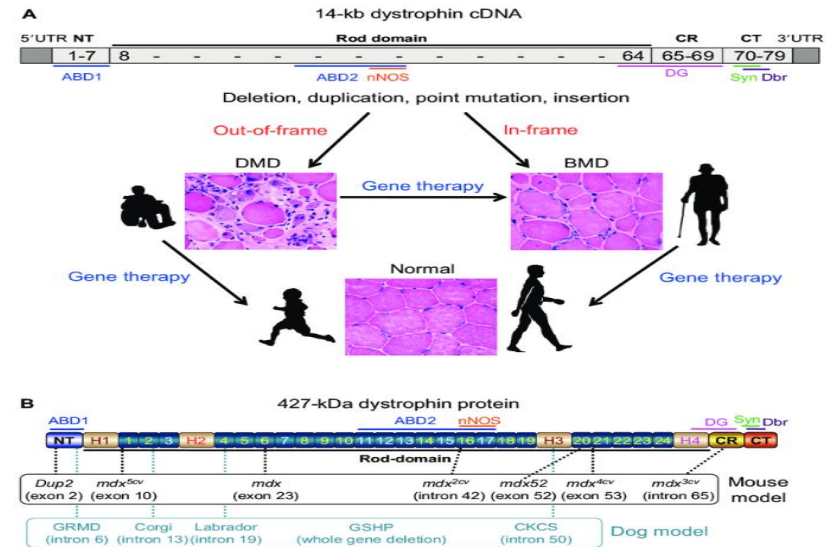 A
14-kb dystrophin cDNA
5′UTR NT Rod domain CR CT 3′UTR
1-7 8 - - - - - - - - - - - 64 65-69 70-79
ABD1 ABD2 nNOS DG Syn Dbr
Deletion, duplication, point mutation, insertion
Out-of-frame In-frame
DMD BMD
Gene therapy
Normal
Gene therapy Gene therapy
B
427-kDa dystrophin protein
ABD1 ABD2 nNOS DG Syn Dbr
NT H1 1 2 3 H2 4 5 6 7 8 9 10 11 12 13 14 15 16 17 18 19 H3 20 21 22 23 24 H4 CR CT
Rod-domain
Dup2 mdx5cv mdx mdx2cv mdx52 mdx4cv mdx3cv Mouse
(exon 2) (exon 10) (exon 23) (intron 42) (exon 52) (exon 53) (intron 65) model
GRMD Corgi Labrador GSHP CKCS Dog model
(intron 6) (intron 13) (intron 19) (whole gene deletion) (intron 50)